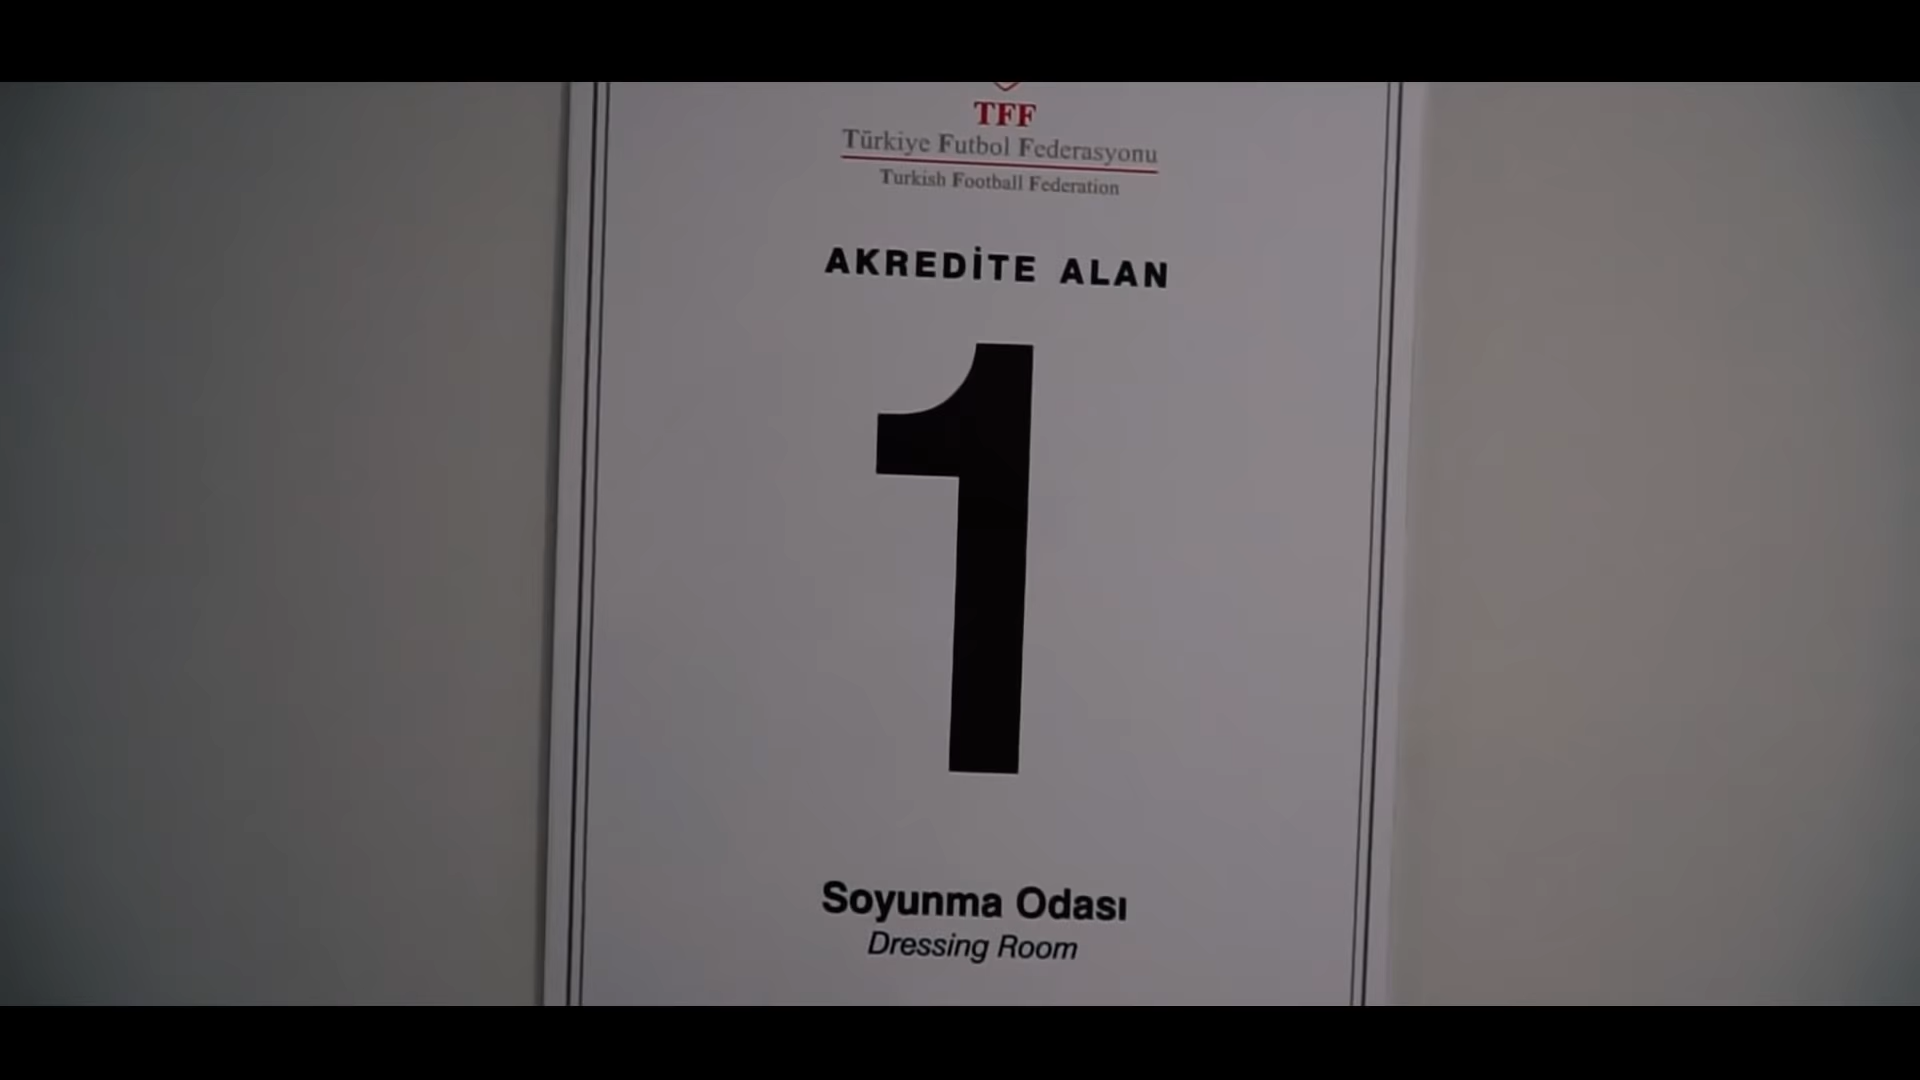 TFF
Türkiye Futbol Federasyonu
Turkish Football Federation
AKREDİTE ALAN
1
Soyunma Odası
Dressing Room